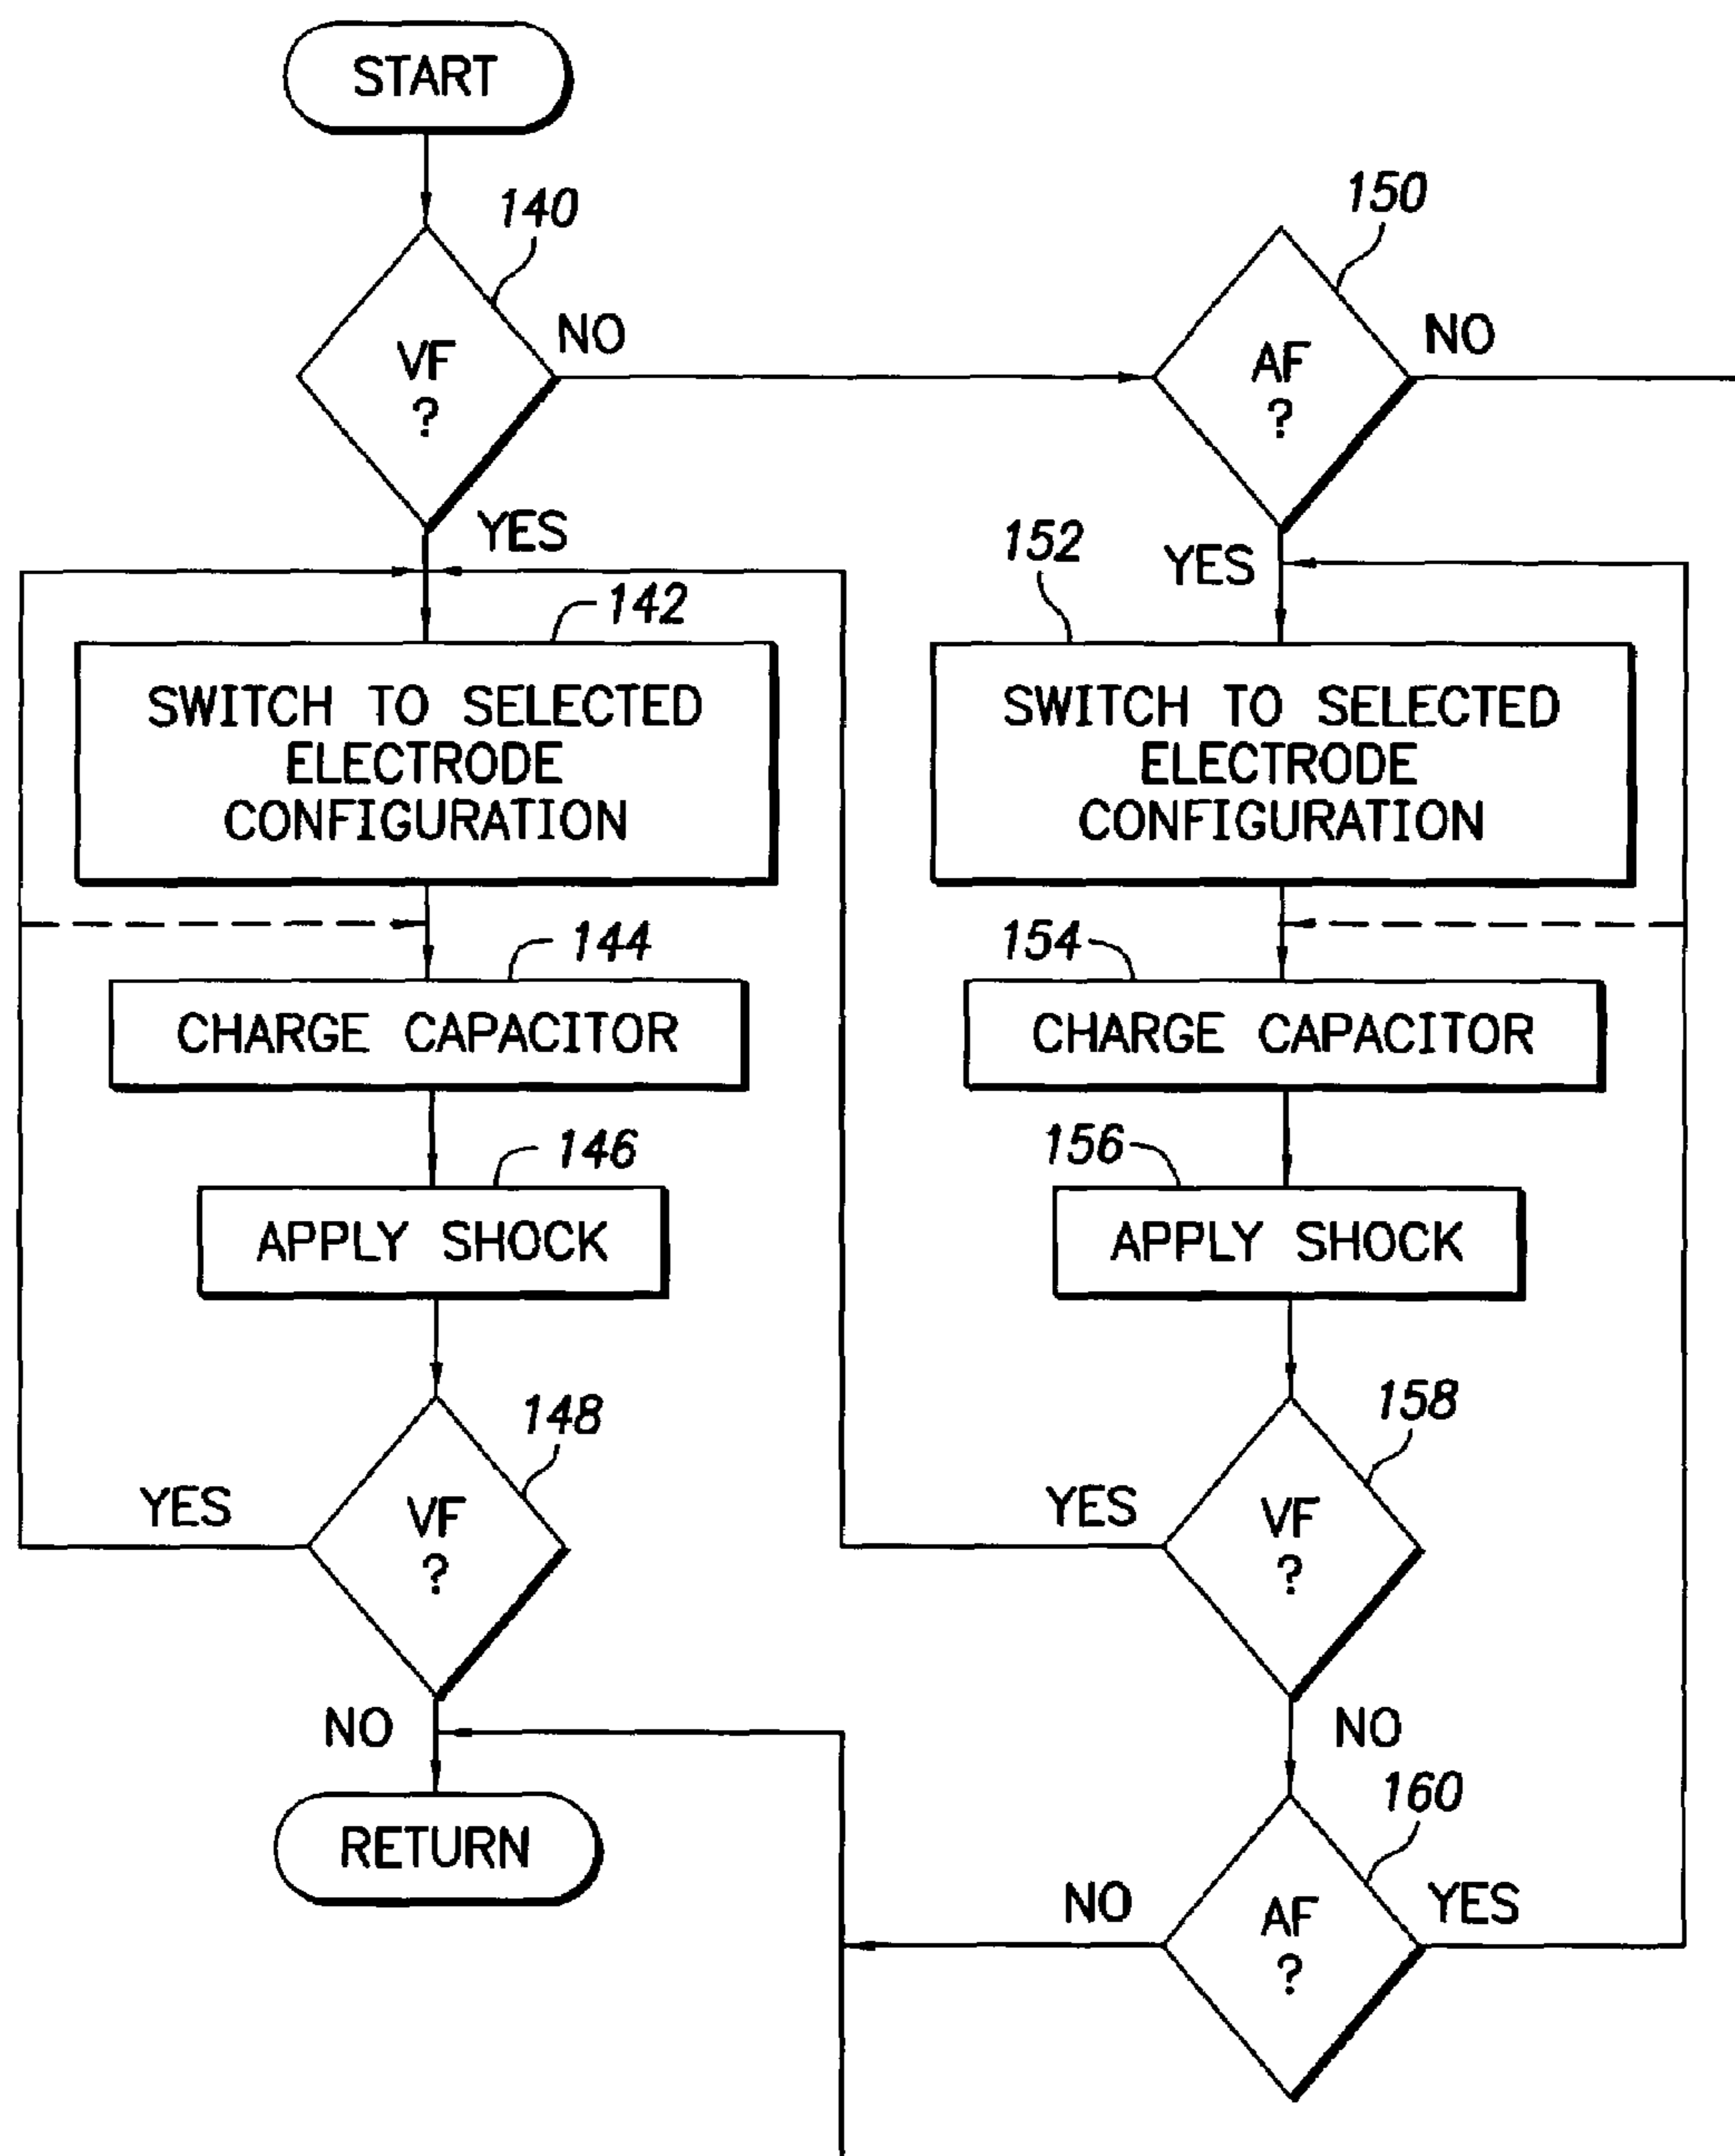 START
140
VF
?
NO
YES
150
AF
?
NO
YES
142
SWITCH TO SELECTED
ELECTRODE
CONFIGURATION
152
SWITCH TO SELECTED
ELECTRODE
CONFIGURATION
144
CHARGE CAPACITOR
154
CHARGE CAPACITOR
146
APPLY SHOCK
156
APPLY SHOCK
148
VF
?
YES
NO
158
VF
?
YES
NO
RETURN
160
AF
?
NO
YES